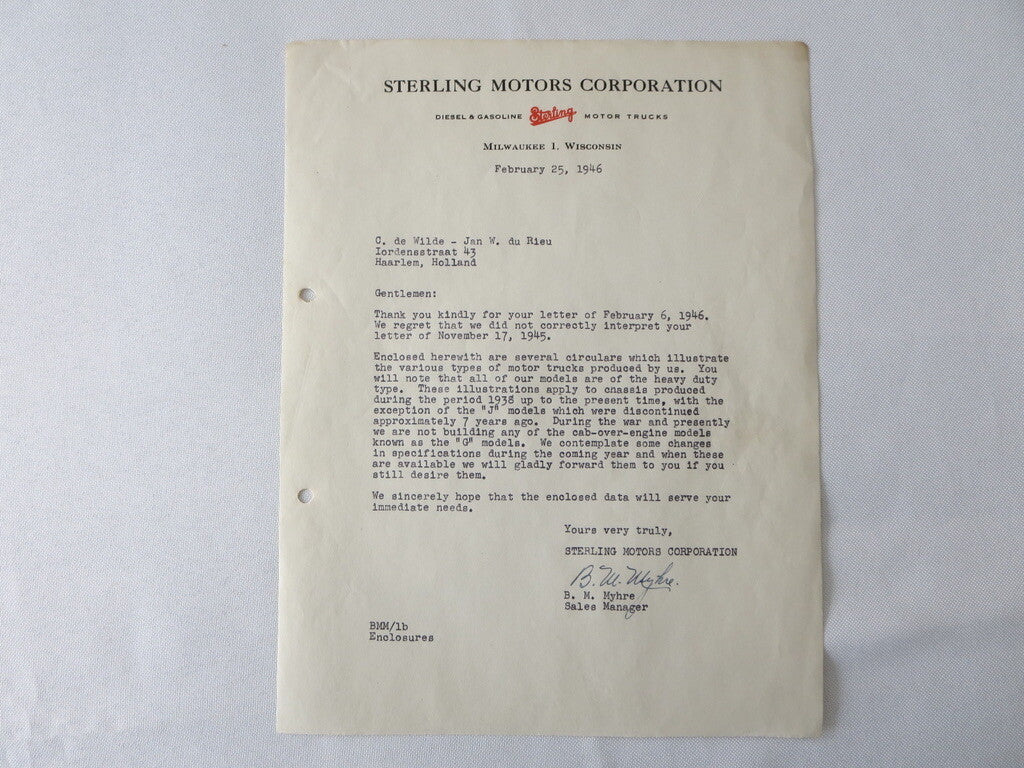 STERLING MOTORS CORPORATION
DIESEL & GASOLINE Sterling MOTOR TRUCKS
MILWAUKEE 1, WISCONSIN
February 25, 1946
C. de Wilde - Jan W. du Rieu
Iordensstraat 43
Haarlem, Holland
Gentlemen:
Thank you kindly for your letter of February 6, 1946.
We regret that we did not correctly interpret your
letter of November 17, 1945.
Enclosed herewith are several circulars which illustrate
the various types of motor trucks produced by us. You
will note that all of our models are of the heavy duty
type. These illustrations apply to chassis produced
during the period 1938 up to the present time, with the
exception of the "J" models which were discontinued
approximately 7 years ago. During the war and presently
we are not building any of the cab-over-engine models
known as the "G" models. We contemplate some changes
in specifications during the coming year and when these
are available we will gladly forward them to you if you
still desire them.
We sincerely hope that the enclosed data will serve your
immediate needs.
Yours very truly,
STERLING MOTORS CORPORATION
B. M. Myhre.
B. M. Myhre
Sales Manager
BMM/lb
Enclosures